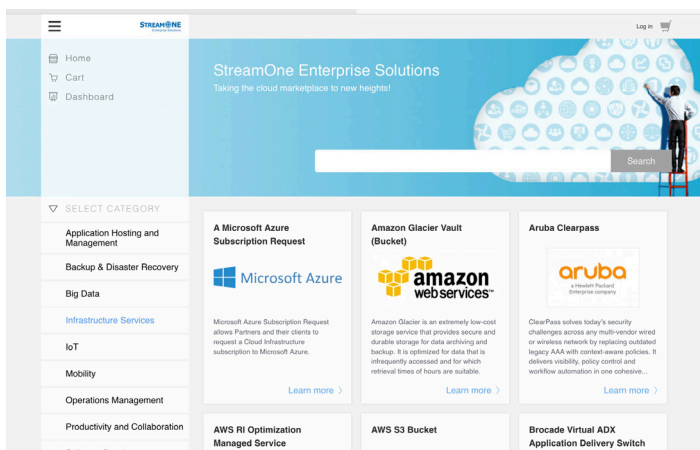 STREAMONE
Enterprise Solutions
Log in
Home
Cart
Dashboard
StreamOne Enterprise Solutions
Taking the cloud marketplace to new heights!
Search
SELECT CATEGORY
Application Hosting and
Management
Backup & Disaster Recovery
Big Data
Infrastructure Services
IoT
Mobility
Operations Management
Productivity and Collaboration
A Microsoft Azure
Subscription Request
Microsoft Azure
Microsoft Azure Subscription Request
allows Partners and their clients to
request a Cloud Infrastructure
subscription to Microsoft Azure.
Learn more
Amazon Glacier Vault
(Bucket)
amazon
webservices™
Amazon Glacier is an extremely low-cost
storage service that provides secure and
durable storage for data archiving and
backup. It is optimized for data that is
infrequently accessed and for which
retrieval times of hours are suitable.
Learn more
Aruba Clearpass
aruba
a Hewlett Packard
Enterprise company
ClearPass solves today's security
challenges across any multi-vendor wired
or wireless network by replacing outdated
legacy AAA with context-aware policies. It
delivers visibility, policy control and
workflow automation in one cohesive...
Learn more
AWS RI Optimization
Managed Service
AWS S3 Bucket
Brocade Virtual ADX
Application Delivery Switch